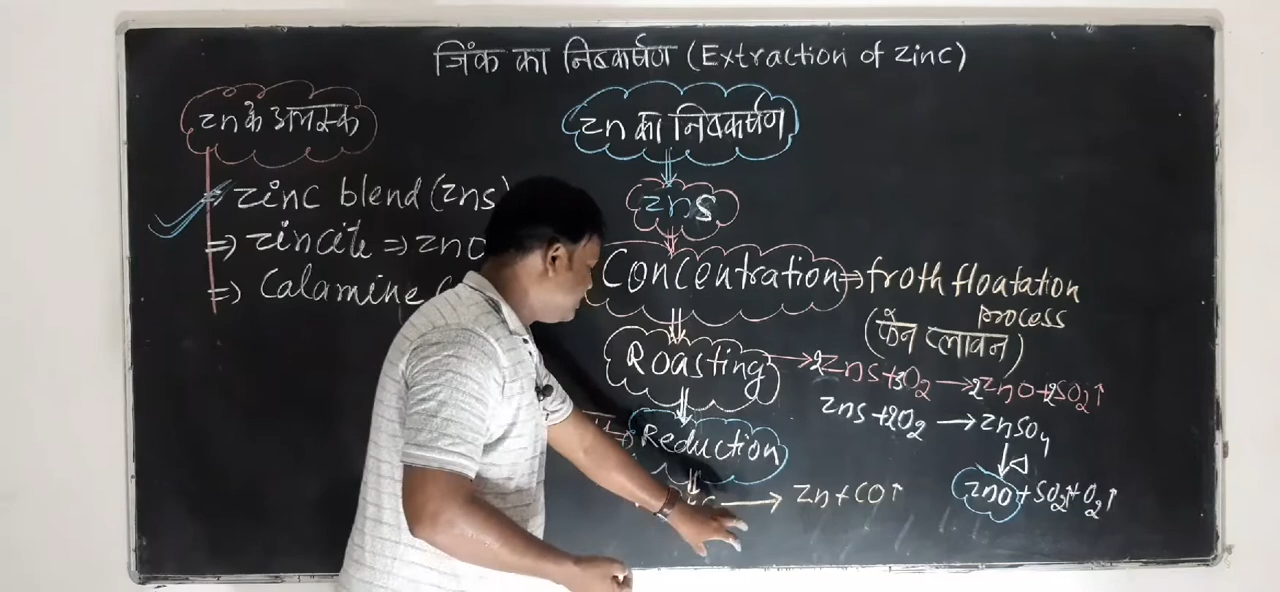 जिंक का निष्कर्षण (Extraction of Zinc)
Zn के अयस्क
=> Zinc blend (ZnS)
=> Zincite => ZnO
=> Calamine
Zn का निष्कर्षण
ZnS
Concentration => froth floatation process
(फेन प्लावन)
Roasting → 2ZnS+3O2 → 2ZnO+2SO2↑
ZnS+2O2 → ZnSO4
Δ
ZnO+SO2↑+O2↑
Reduction
→ Zn+CO↑